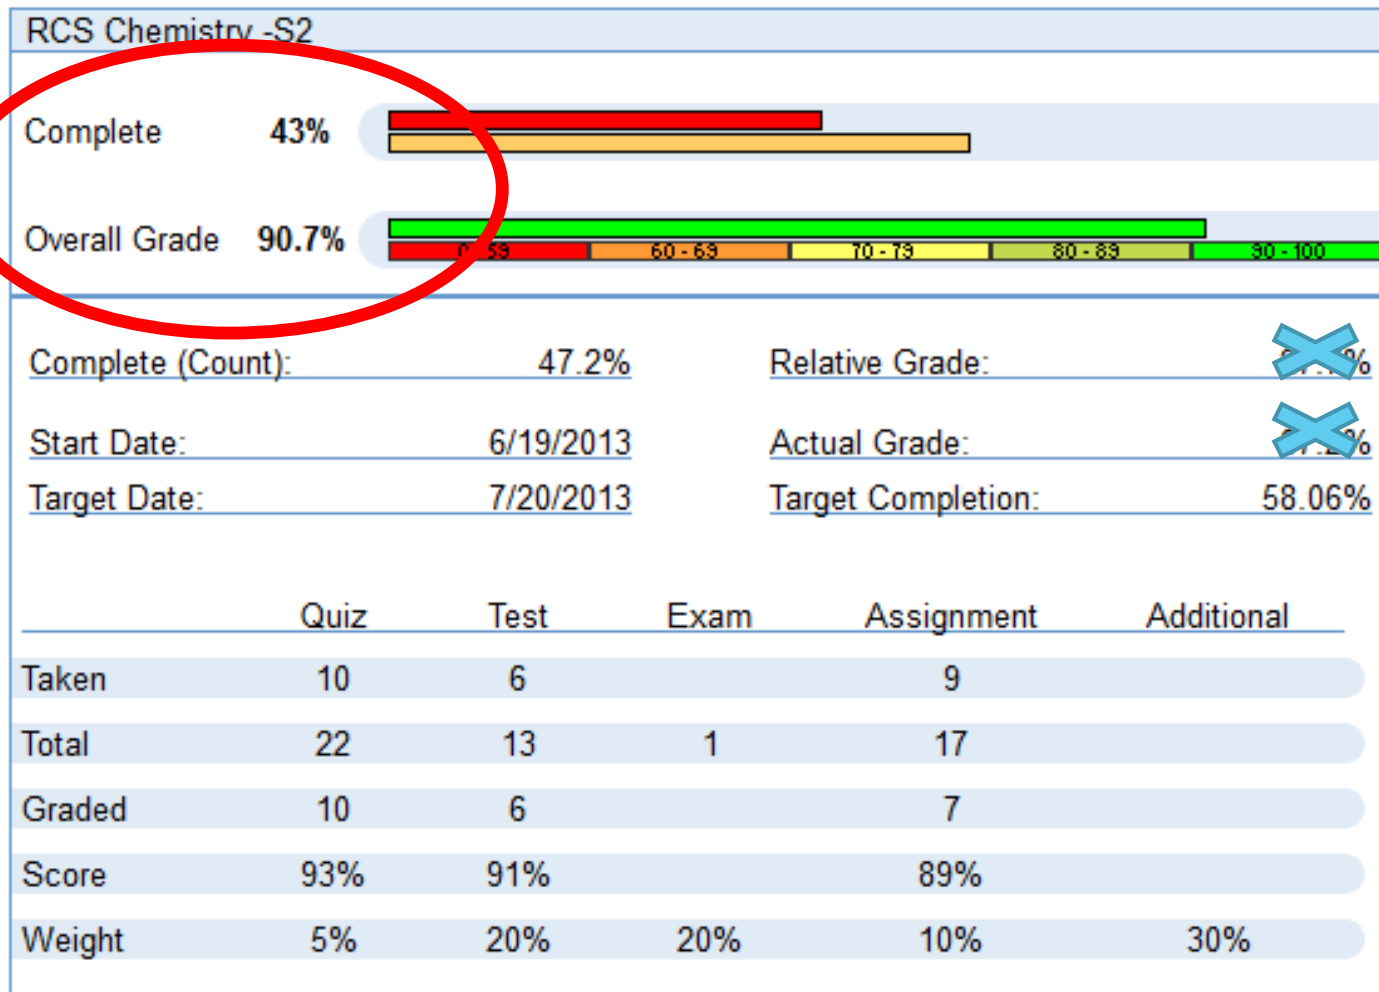 RCS Chemistry -S2
Complete 43%
Overall Grade 90.7%
60 - 69 70 - 79 80 - 89 90 - 100
Complete (Count): 47.2% Relative Grade: %
Start Date: 6/19/2013 Actual Grade: %
Target Date: 7/20/2013 Target Completion: 58.06%
Quiz Test Exam Assignment Additional
Taken 10 6 9
Total 22 13 1 17
Graded 10 6 7
Score 93% 91% 89%
Weight 5% 20% 20% 10% 30%